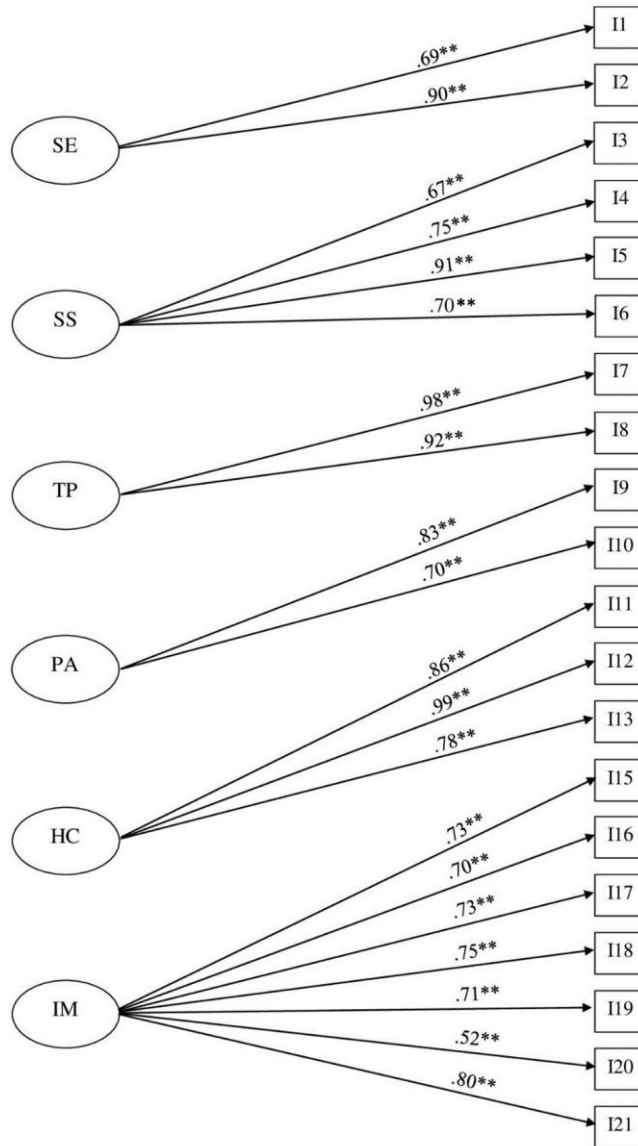 I1
.69**
I2
.90**
SE
I3
.67**
I4
.75**
I5
.91**
I6
.70**
SS
I7
.98**
I8
.92**
TP
I9
.83**
I10
.70**
PA
I11
.86**
I12
.99**
I13
.78**
HC
I15
.73**
I16
.70**
I17
.73**
I18
.75**
I19
.71**
IM
I20
.52**
I21
.80**